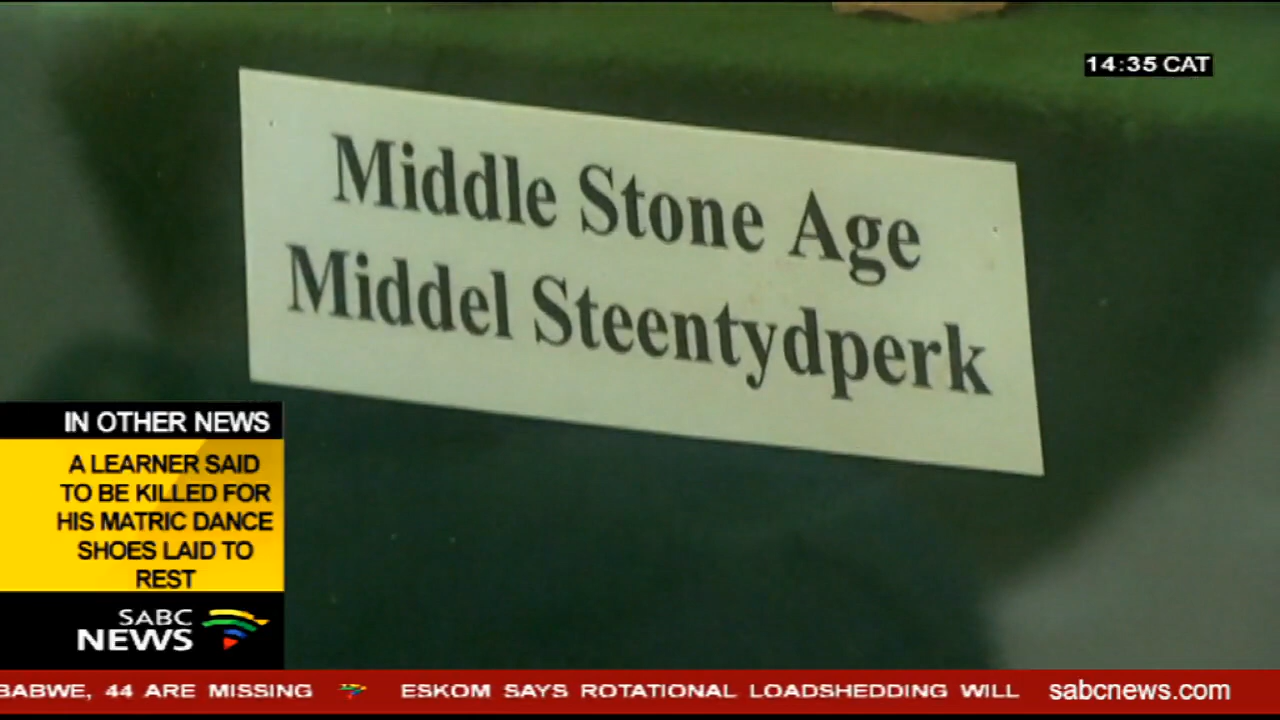 14:35 CAT
Middle Stone Age
Middel Steentydperk
IN OTHER NEWS
A LEARNER SAID
TO BE KILLED FOR
HIS MATRIC DANCE
SHOES LAID TO
REST
SABC
NEWS
BABWE, 44 ARE MISSING ESKOM SAYS ROTATIONAL LOADSHEDDING WILL sabcnews.com